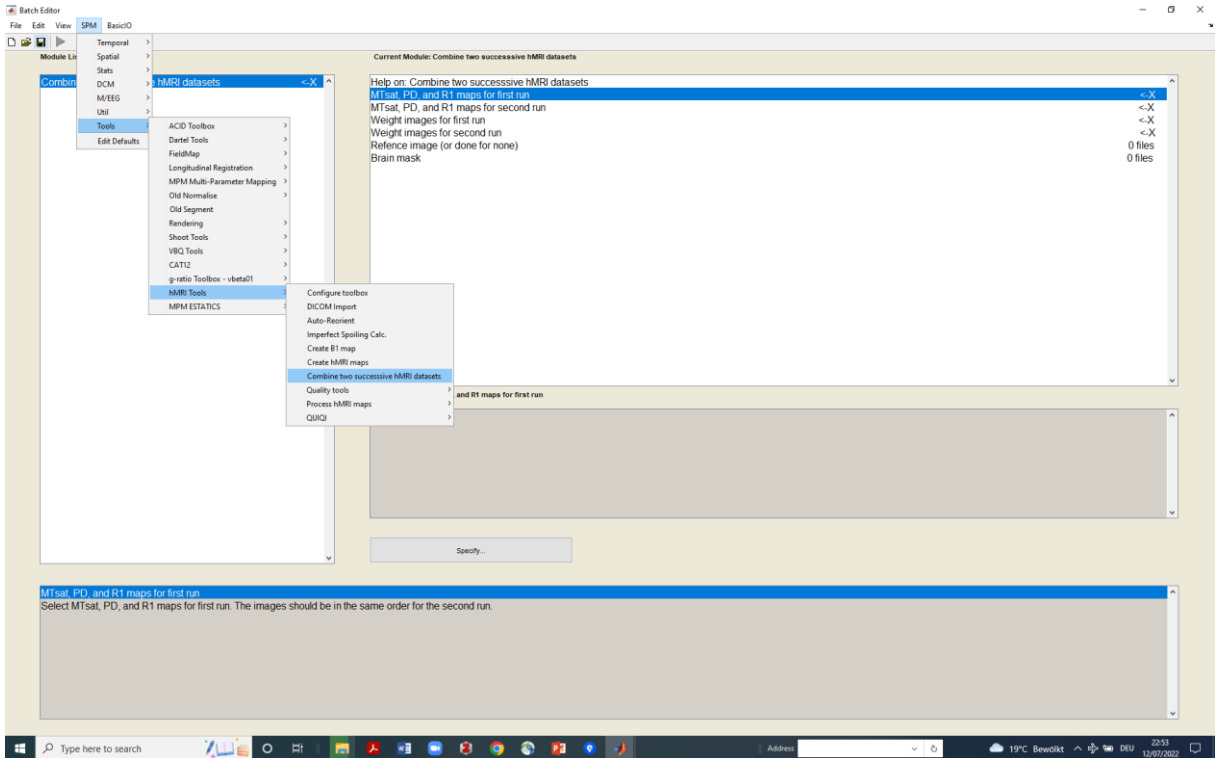 Batch Editor
File Edit View SPM BasicIO
Module Li
Current Module: Combine two successsive hMRI datasets
Temporal
Spatial
Stats
DCM
M/EEG
Util
Tools
Edit Defaults
Combin
hMRI datasets <-X
Help on: Combine two successsive hMRI datasets
MTsat, PD, and R1 maps for first run <-X
MTsat, PD, and R1 maps for second run <-X
Weight images for first run <-X
Weight images for second run <-X
Refence image (or done for none) 0 files
Brain mask 0 files
ACID Toolbox
Dartel Tools
FieldMap
Longitudinal Registration
MPM Multi-Parameter Mapping
Old Normalise
Old Segment
Rendering
Shoot Tools
VBQ Tools
CAT12
g-ratio Toolbox - vbeta01
hMRI Tools
MPM ESTATICS
Configure toolbox
DICOM Import
Auto-Reorient
Imperfect Spoiling Calc.
Create B1 map
Create hMRI maps
Combine two successsive hMRI datasets
Quality tools
Process hMRI maps
QUIQI
and R1 maps for first run
Specify...
MTsat, PD, and R1 maps for first run
Select MTsat, PD, and R1 maps for first run. The images should be in the same order for the second run.
Type here to search
Address
19°C Bewölkt
DEU
22:53
12/07/2022